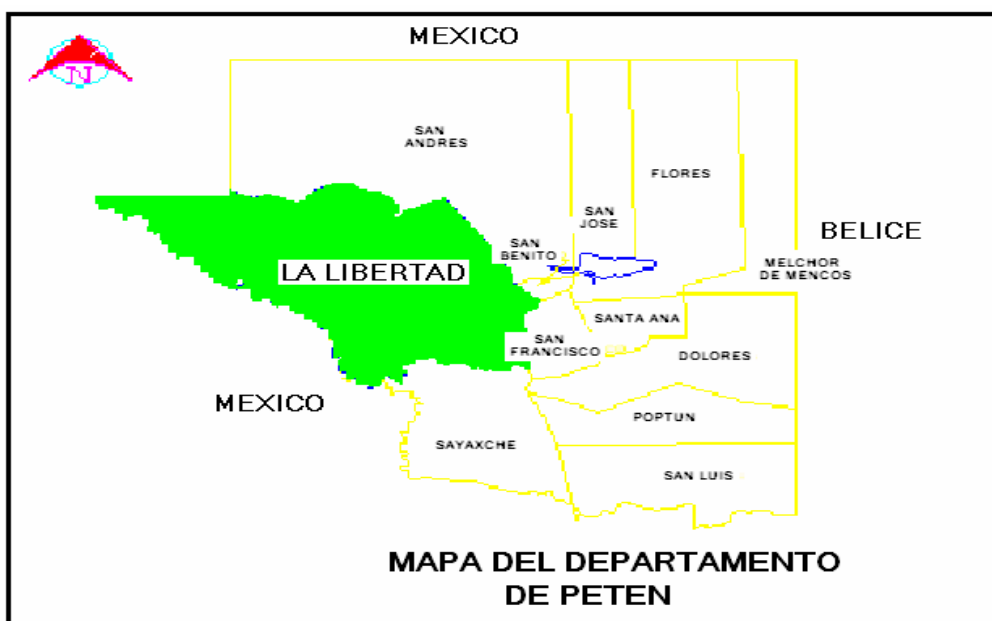 MEXICO
N
SAN
ANDRES
FLORES
SAN
JOSE
BELICE
SAN
BENITO
MELCHOR
DE MENCOS
LA LIBERTAD
SANTA ANA
SAN
FRANCISCO
DOLORES
MEXICO
POPTUN
SAYAXCHE
SAN LUIS
MAPA DEL DEPARTAMENTO
DE PETEN